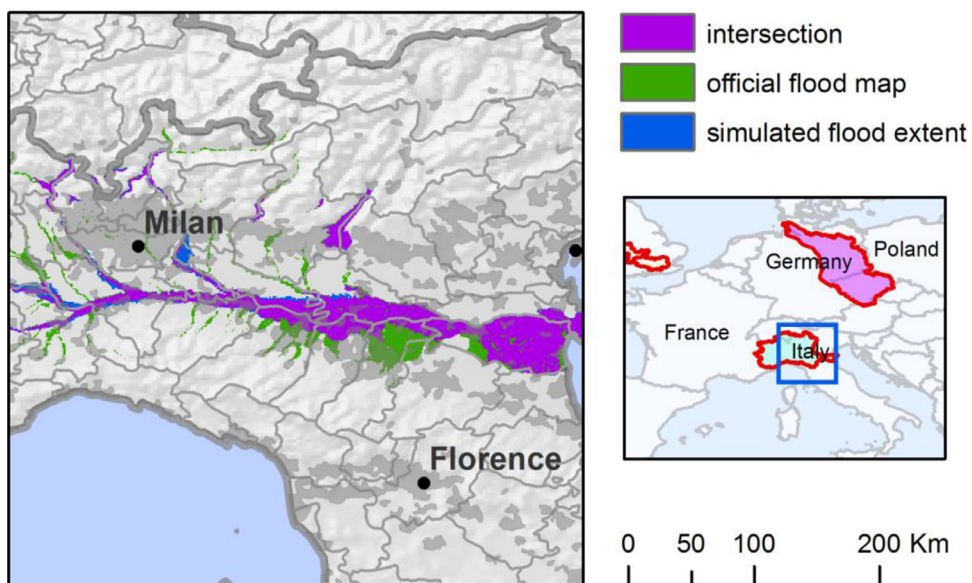 Milan
Florence
intersection
official flood map
simulated flood extent
Poland
Germany
France
Italy
0 50 100 200 Km